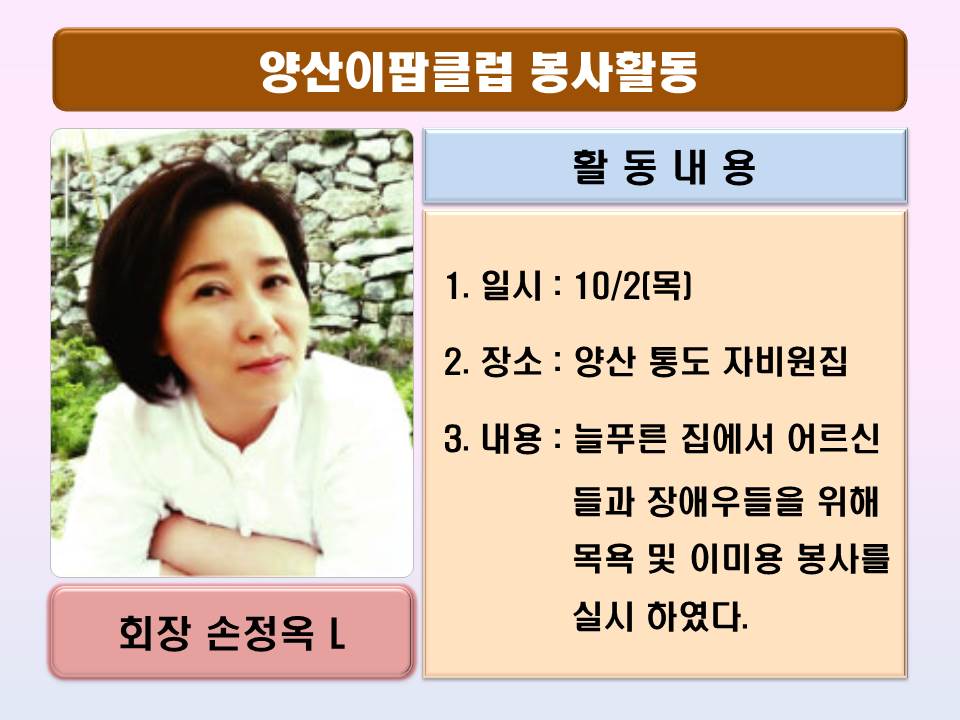 양산이팝클럽 봉사활동
활 동 내 용
1. 일시 : 10/2(목)
2. 장소 : 양산 통도 자비원집
3. 내용 : 늘푸른 집에서 어르신
들과 장애우들을 위해
목욕 및 이미용 봉사를
실시 하였다.
회장 손정옥 L